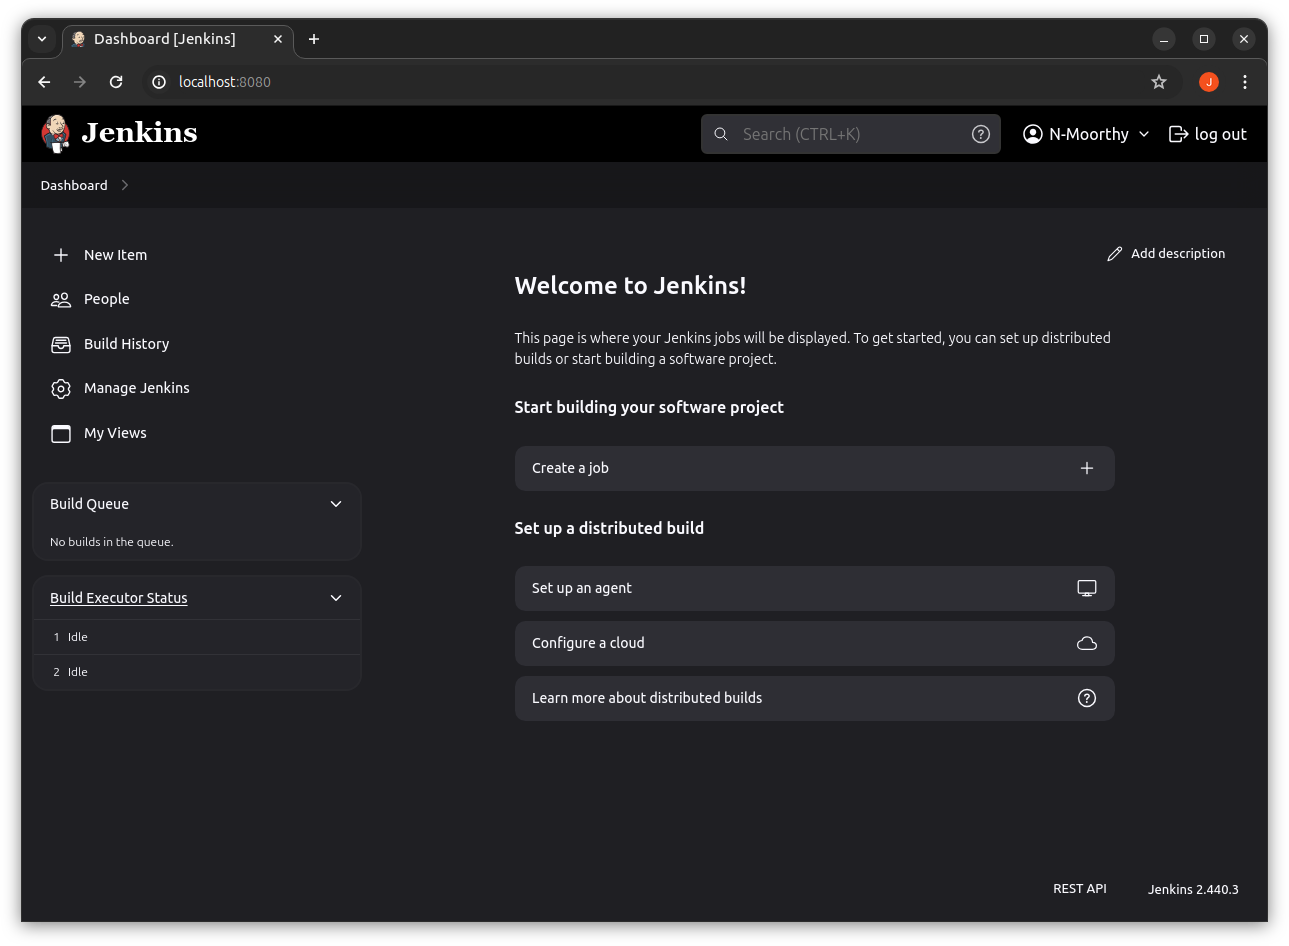 Dashboard [Jenkins]
localhost:8080
J
Jenkins
Search (CTRL+K)
N-Moorthy
log out
Dashboard
New Item
People
Build History
Manage Jenkins
My Views
Build Queue
No builds in the queue.
Build Executor Status
1 Idle
2 Idle
Add description
Welcome to Jenkins!
This page is where your Jenkins jobs will be displayed. To get started, you can set up distributed
builds or start building a software project.
Start building your software project
Create a job
Set up a distributed build
Set up an agent
Configure a cloud
Learn more about distributed builds
REST API
Jenkins 2.440.3